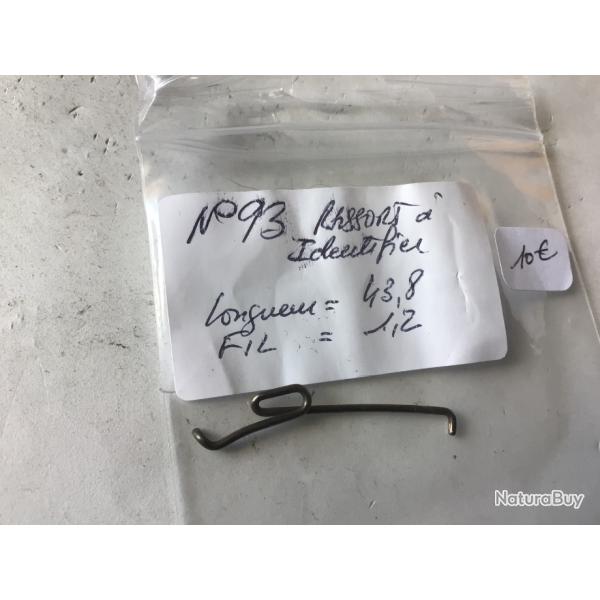 N°93 Ressort à
Identifier
10€
Longueur = 43,8
FIL = 1,2
NaturaBuy